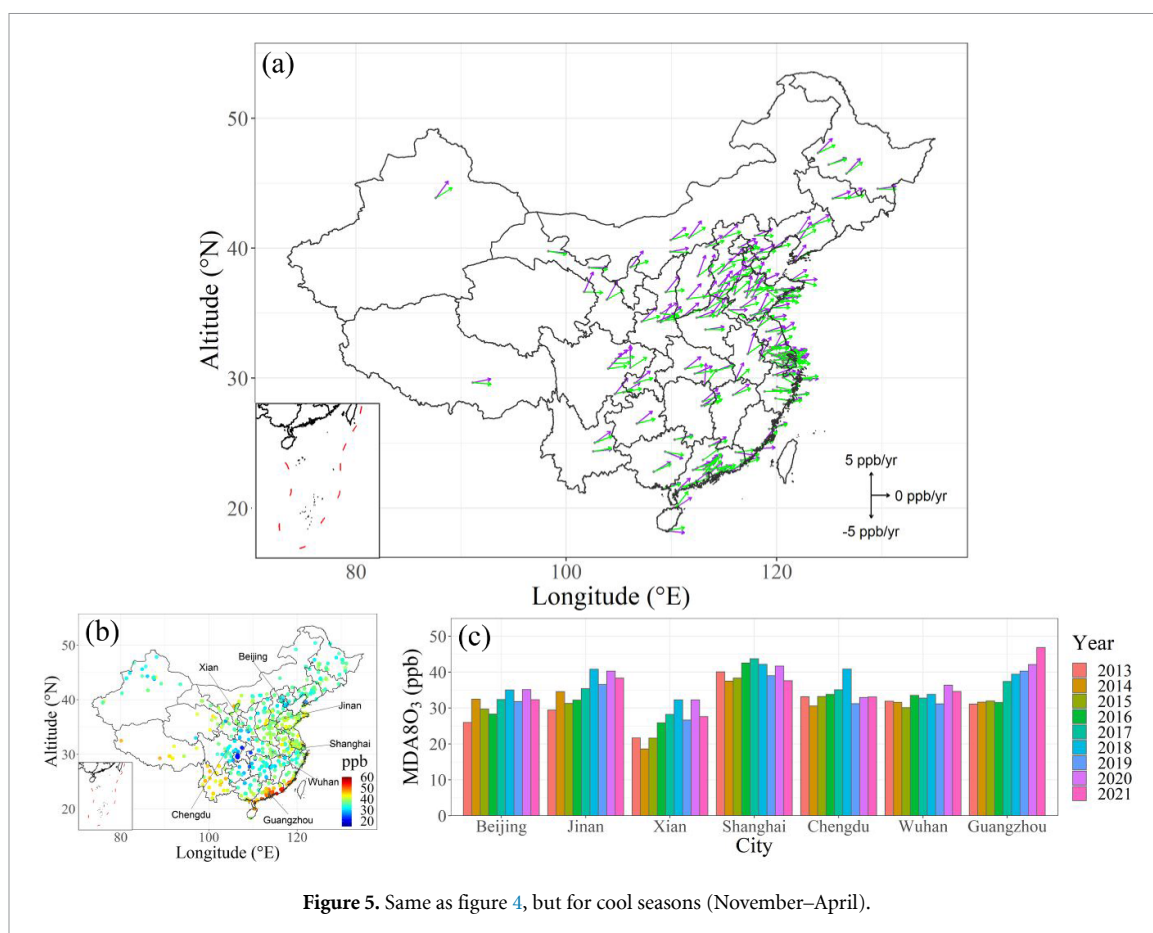 (a)
50
40
30
20
Altitude (°N)
80
100
120
Longitude (°E)
5 ppb/yr
0 ppb/yr
-5 ppb/yr
(b)
50
40
30
20
Altitude (°N)
80
100
120
Longitude (°E)
Xian
Beijing
Jinan
Shanghai
Wuhan
Guangzhou
Chengdu
ppb
60
50
40
30
20
(c)
50
40
30
20
10
0
MDA8O₃ (ppb)
Beijing Jinan Xian Shanghai Chengdu Wuhan Guangzhou
City
Year
2013
2014
2015
2016
2017
2018
2019
2020
2021
Figure 5. Same as figure 4, but for cool seasons (November–April).